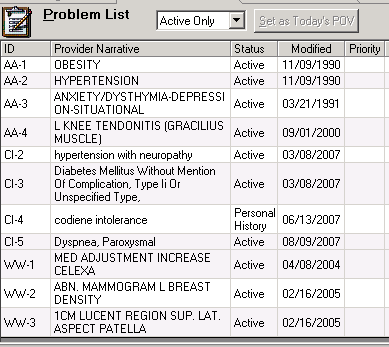 Problem List Active Only Set as Today's POV
ID Provider Narrative Status Modified Priority
AA-1 OBESITY Active 11/09/1990
AA-2 HYPERTENSION Active 11/09/1990
AA-3 ANXIETY/DYSTHYMIA-DEPRESSI
ON-SITUATIONAL Active 03/21/1991
AA-4 L KNEE TENDONITIS (GRACILIUS
MUSCLE) Active 09/01/2000
CI-2 hypertension with neuropathy Active 03/08/2007
CI-3 Diabetes Mellitus Without Mention
Of Complication, Type Ii Or
Unspecified Type, Active 03/08/2007
CI-4 codiene intolerance Personal
History 06/13/2007
CI-5 Dyspnea, Paroxysmal Active 08/09/2007
WW-1 MED ADJUSTMENT INCREASE
CELEXA Active 04/08/2004
WW-2 ABN. MAMMOGRAM L BREAST
DENSITY Active 02/16/2005
WW-3 1CM LUCENT REGION SUP. LAT.
ASPECT PATELLA Active 02/16/2005